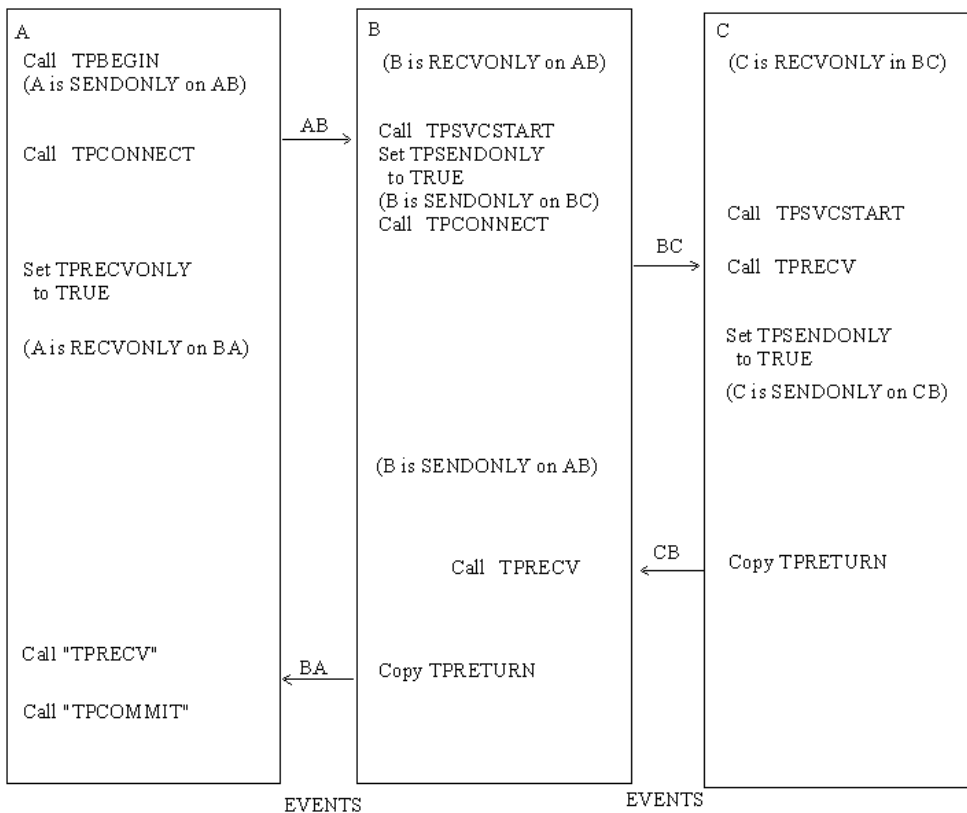 A
Call TPBEGIN
(A is SENDONLY on AB)
Call TPCONNECT
Set TPRECVONLY
to TRUE
(A is RECVONLY on BA)
Call "TPRECV"
Call "TPCOMMIT"
AB
BA
EVENTS
B
(B is RECVONLY on AB)
Call TPSVCSTART
Set TPSENDONLY
to TRUE
(B is SENDONLY on BC)
Call TPCONNECT
(B is SENDONLY on AB)
Call TPRECV
Copy TPRETURN
BC
CB
EVENTS
C
(C is RECVONLY in BC)
Call TPSVCSTART
Call TPRECV
Set TPSENDONLY
to TRUE
(C is SENDONLY on CB)
Copy TPRETURN